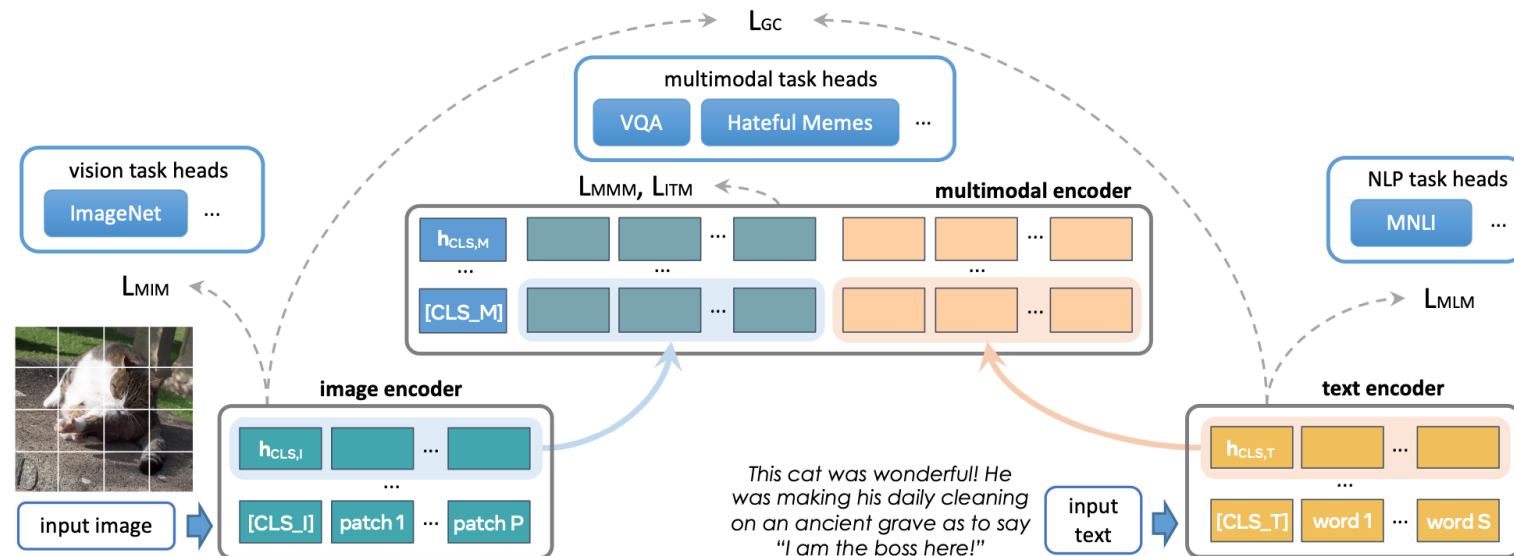 LGC
multimodal task heads
VQA Hateful Memes ...
vision task heads
ImageNet ...
NLP task heads
MNLI ...
LMMM, LITM
multimodal encoder
hCLS,M ... ...
... ... ...
[CLS_M] ... ...
LMIM
LMLM
image encoder
hCLS,I ...
...
[CLS_I] patch 1 ... patch P
input image
text encoder
hCLS,T ...
...
[CLS_T] word 1 ... word S
This cat was wonderful! He
was making his daily cleaning
on an ancient grave as to say
“I am the boss here!”
input
text